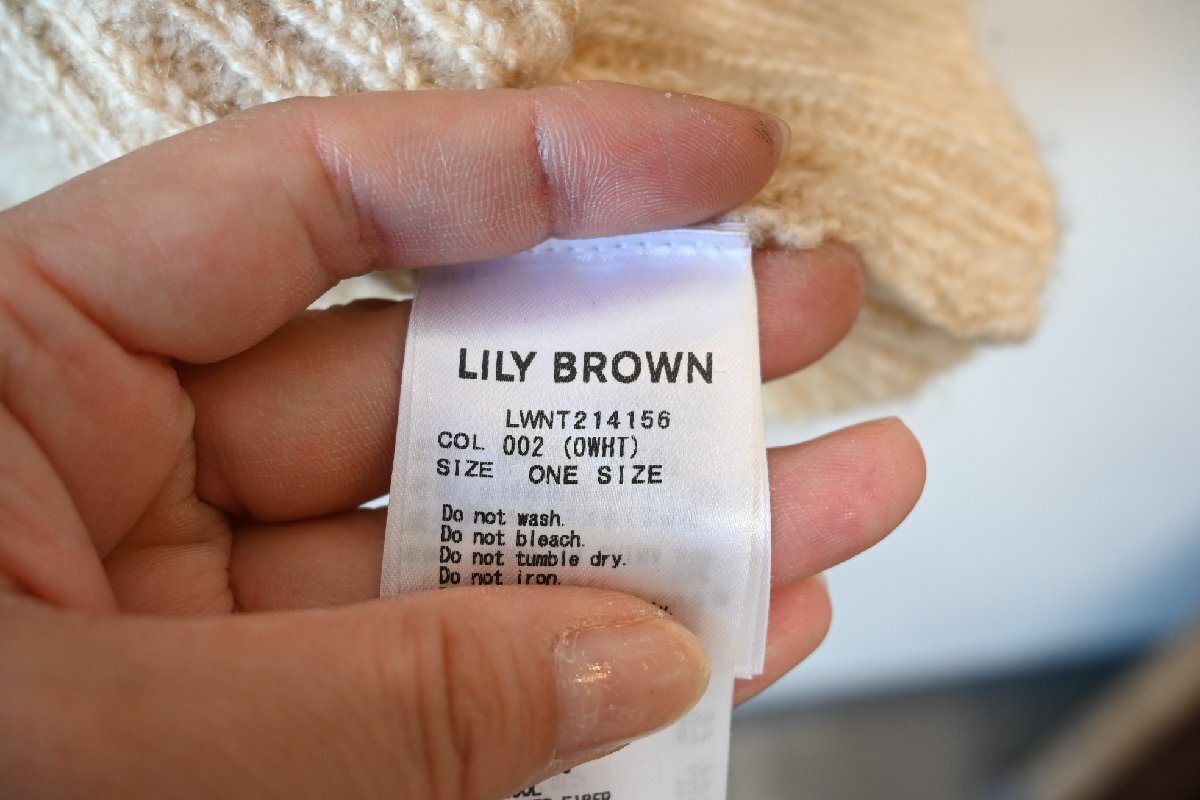 LILY BROWN
LWNT214156
COL 002 (OWHT)
SIZE ONE SIZE
Do not wash.
Do not bleach.
Do not tumble dry.
Do not iron.
FIBER